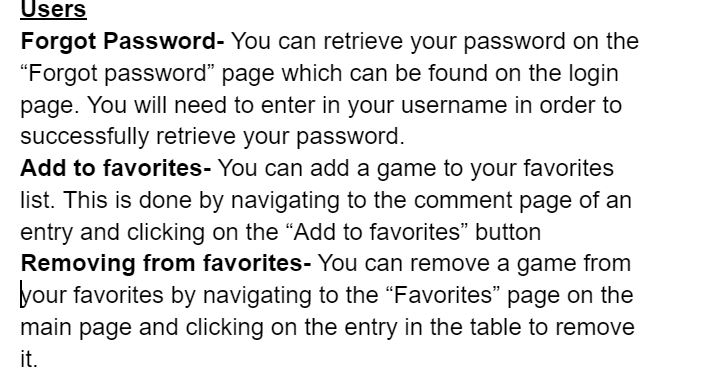 Users
Forgot Password- You can retrieve your password on the
“Forgot password” page which can be found on the login
page. You will need to enter in your username in order to
successfully retrieve your password.
Add to favorites- You can add a game to your favorites
list. This is done by navigating to the comment page of an
entry and clicking on the “Add to favorites” button
Removing from favorites- You can remove a game from
your favorites by navigating to the “Favorites” page on the
main page and clicking on the entry in the table to remove
it.